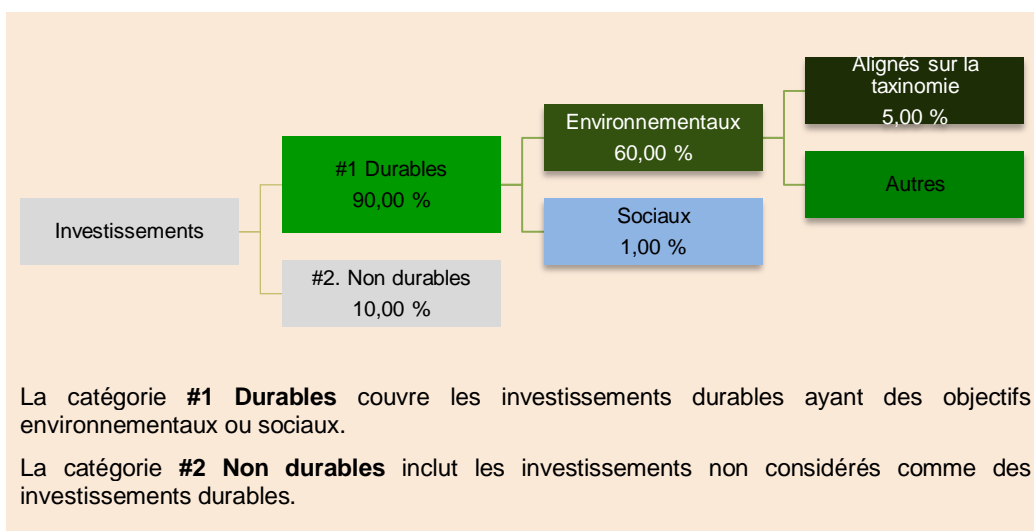 Investissements
#1 Durables
90,00 %
#2. Non durables
10,00 %
Environnementaux
60,00 %
Sociaux
1,00 %
Alignés sur la
taxinomie
5,00 %
Autres
La catégorie #1 Durables couvre les investissements durables ayant des objectifs
environnementaux ou sociaux.
La catégorie #2 Non durables inclut les investissements non considérés comme des
investissements durables.